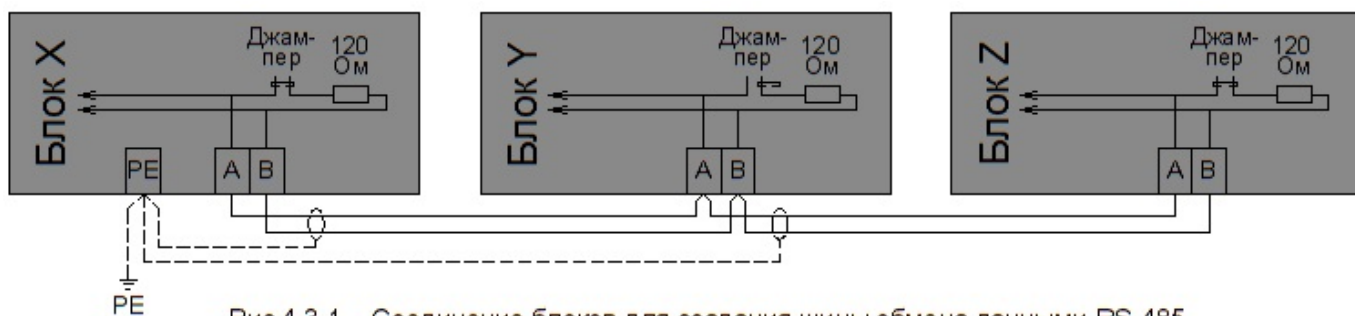 Блок X
Джам-
пер
120
Ом
PE
A
B
Блок Y
Джам-
пер
120
Ом
A
B
Блок Z
Джам-
пер
120
Ом
A
B
PE
Рис.4.3.1 – Соединение блоков для создания шины обмена данными RS-485